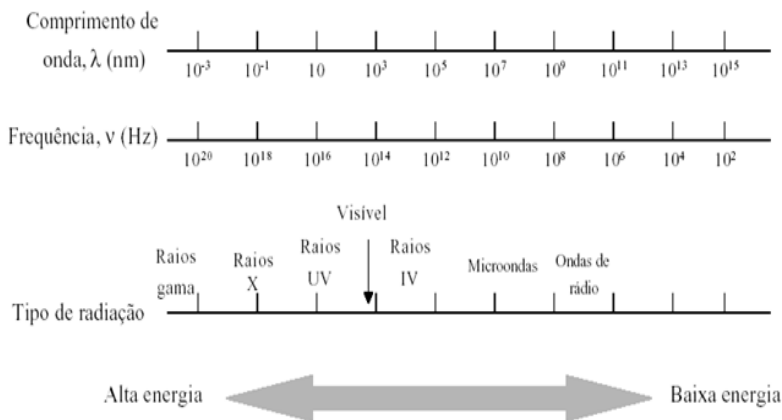 Comprimento de
onda, λ (nm)
10⁻³ 10⁻¹ 10 10³ 10⁵ 10⁷ 10⁹ 10¹¹ 10¹³ 10¹⁵
Frequência, ν (Hz)
10²⁰ 10¹⁸ 10¹⁶ 10¹⁴ 10¹² 10¹⁰ 10⁸ 10⁶ 10⁴ 10²
Visível
Raios
gama
Raios
X
Raios
UV
Raios
IV
Microondas
Ondas de
rádio
Tipo de radiação
Alta energia
Baixa energia